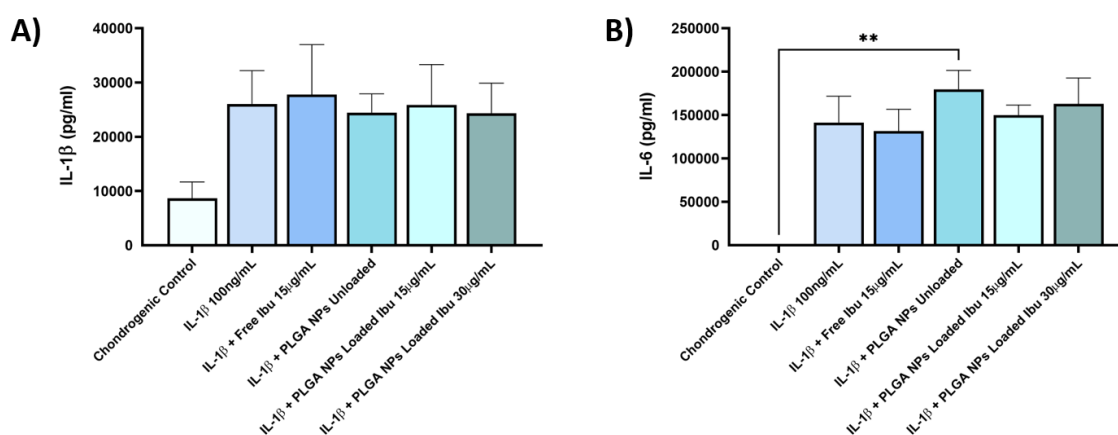 A)
IL-1β (pg/ml)
40000
30000
20000
10000
0
Chondrogenic Control
IL-1β 100ng/mL
IL-1β + Free Ibu 15µg/mL
IL-1β + PLGA NPs Unloaded
IL-1β + PLGA NPs Loaded Ibu 15µg/mL
IL-1β + PLGA NPs Loaded Ibu 30µg/mL
B)
IL-6 (pg/ml)
250000
200000
150000
100000
50000
0
**
Chondrogenic Control
IL-1β 100ng/mL
IL-1β + Free Ibu 15µg/mL
IL-1β + PLGA NPs Unloaded
IL-1β + PLGA NPs Loaded Ibu 15µg/mL
IL-1β + PLGA NPs Loaded Ibu 30µg/mL